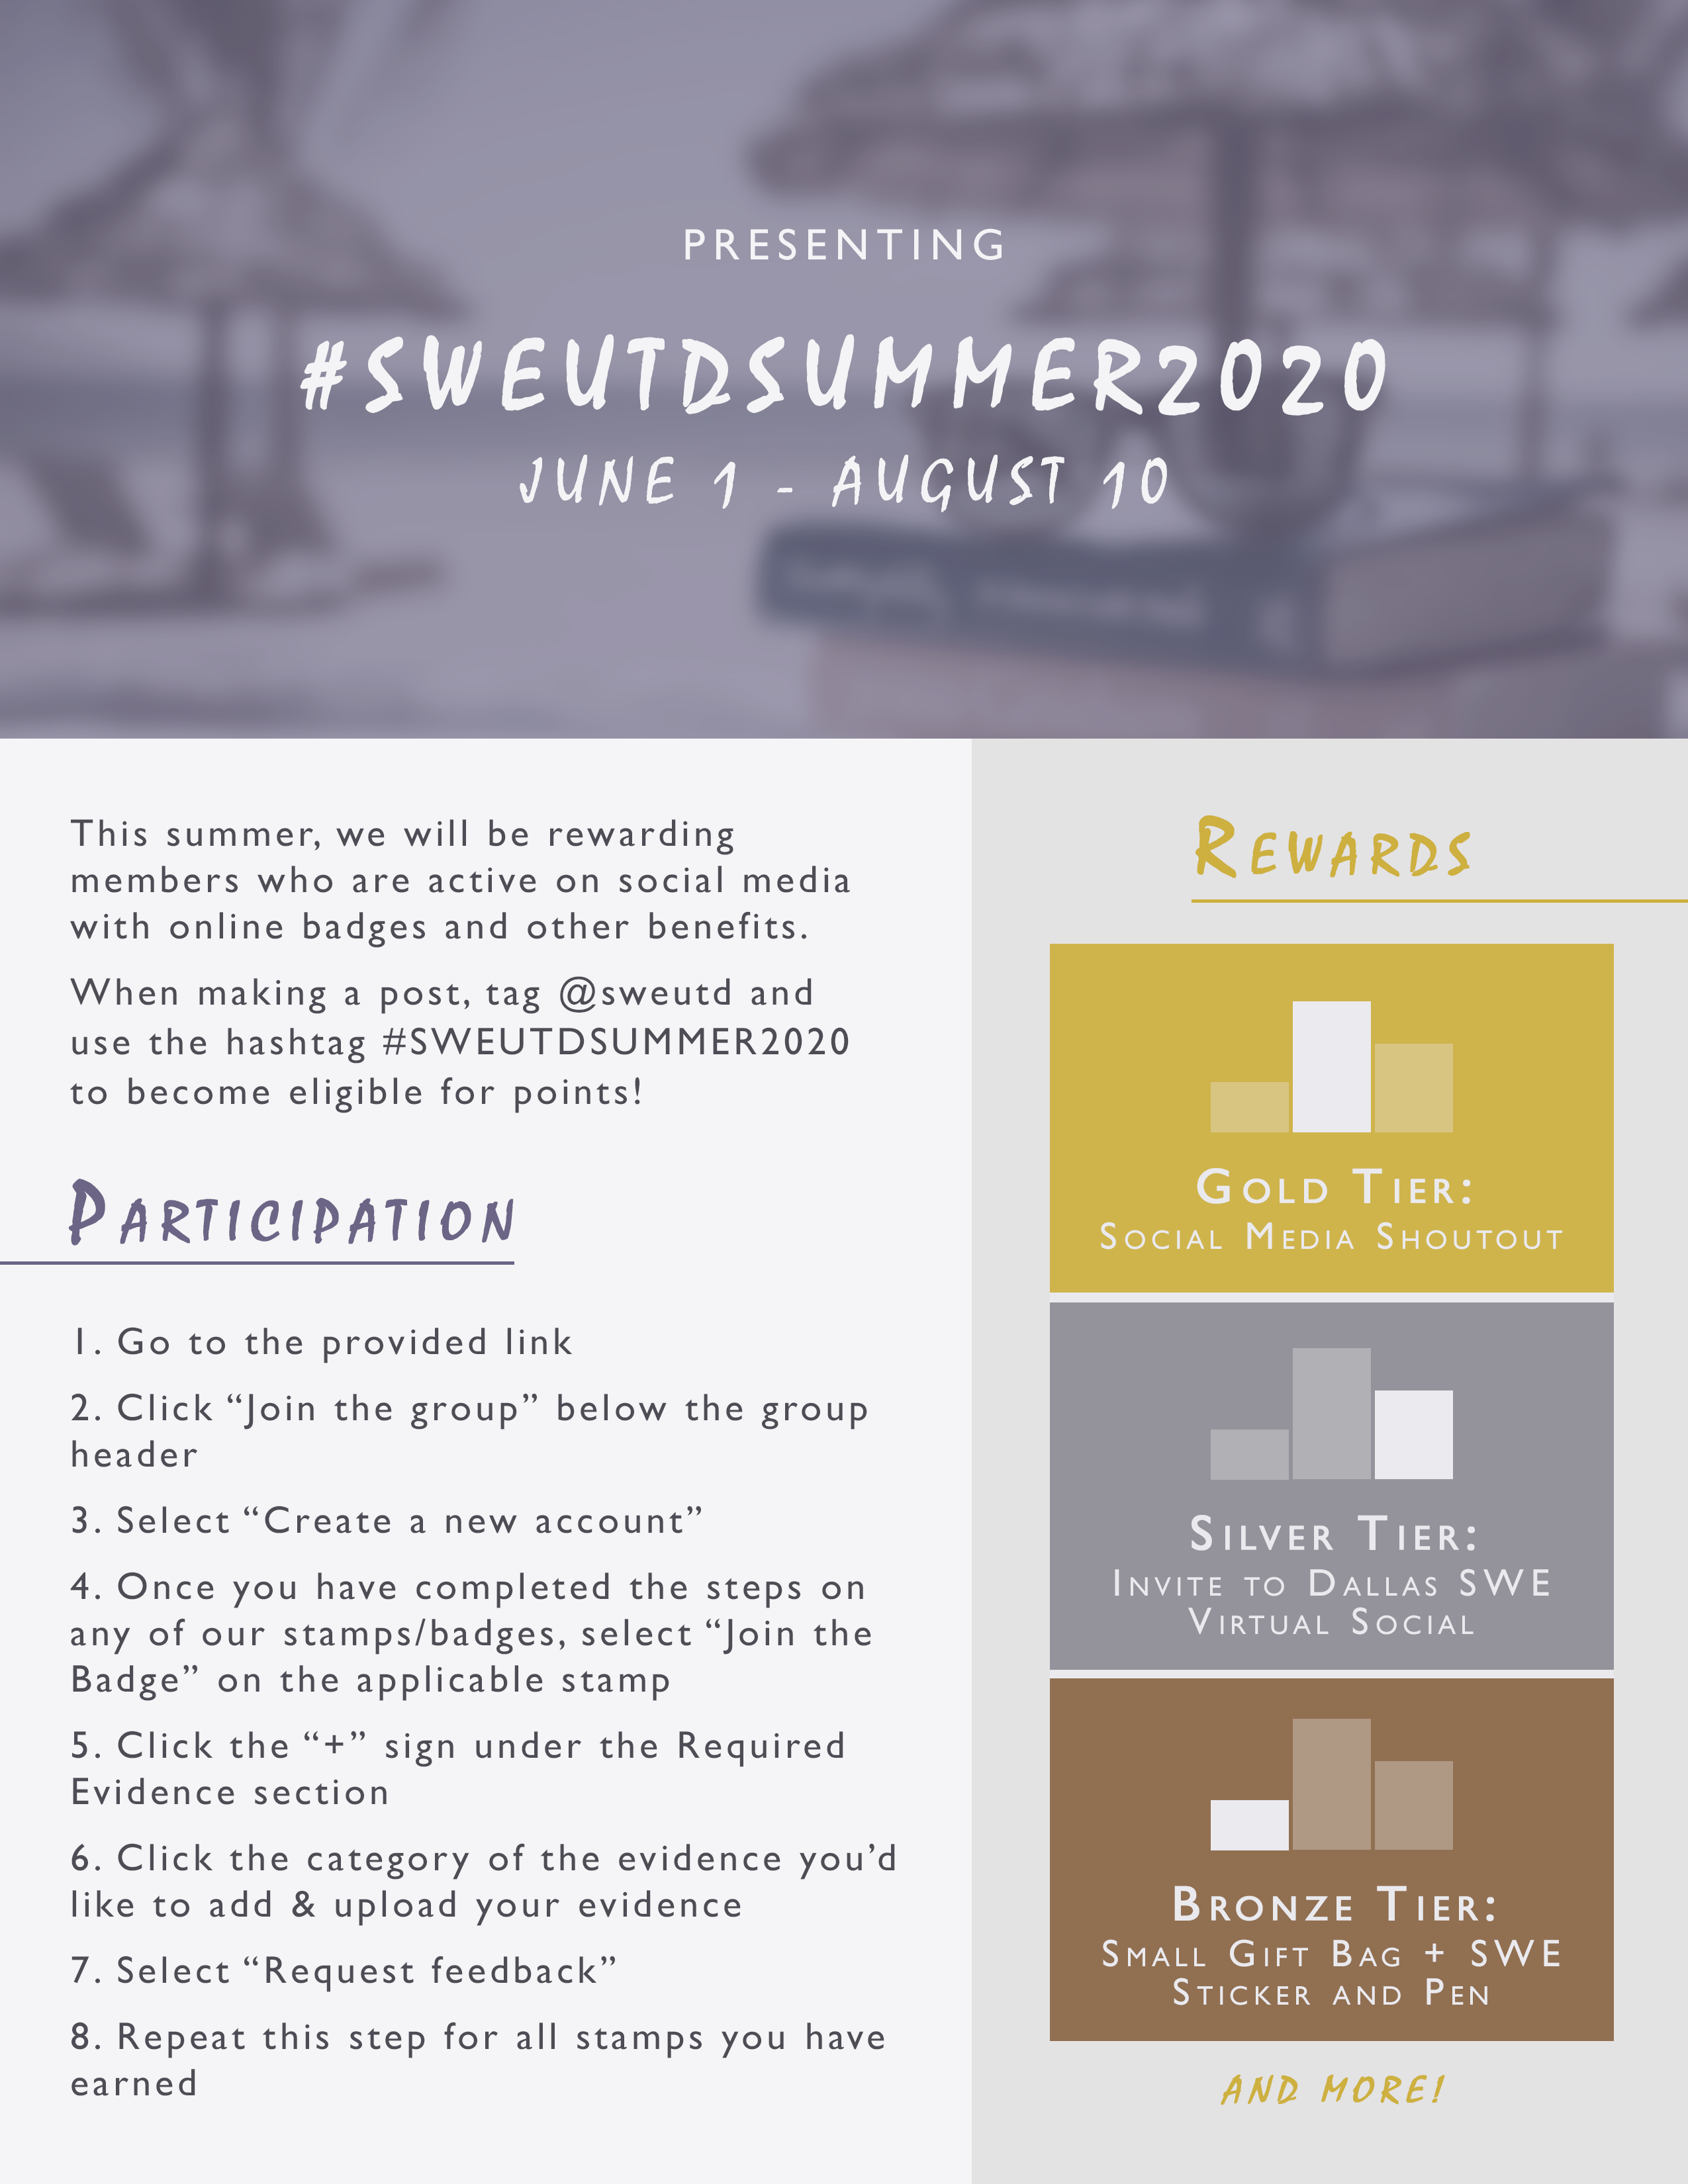 PRESENTING
#SWEUTDSUMMER2020
JUNE 1 - AUGUST 10
This summer, we will be rewarding
members who are active on social media
with online badges and other benefits.
When making a post, tag @sweutd and
use the hashtag #SWEUTDSUMMER2020
to become eligible for points!
PARTICIPATION
1. Go to the provided link
2. Click “Join the group” below the group
header
3. Select “Create a new account”
4. Once you have completed the steps on
any of our stamps/badges, select “Join the
Badge” on the applicable stamp
5. Click the “+” sign under the Required
Evidence section
6. Click the category of the evidence you’d
like to add & upload your evidence
7. Select “Request feedback”
8. Repeat this step for all stamps you have
earned
REWARDS
GOLD TIER:
SOCIAL MEDIA SHOUTOUT
SILVER TIER:
INVITE TO DALLAS SWE
VIRTUAL SOCIAL
BRONZE TIER:
SMALL GIFT BAG + SWE
STICKER AND PEN
AND MORE!